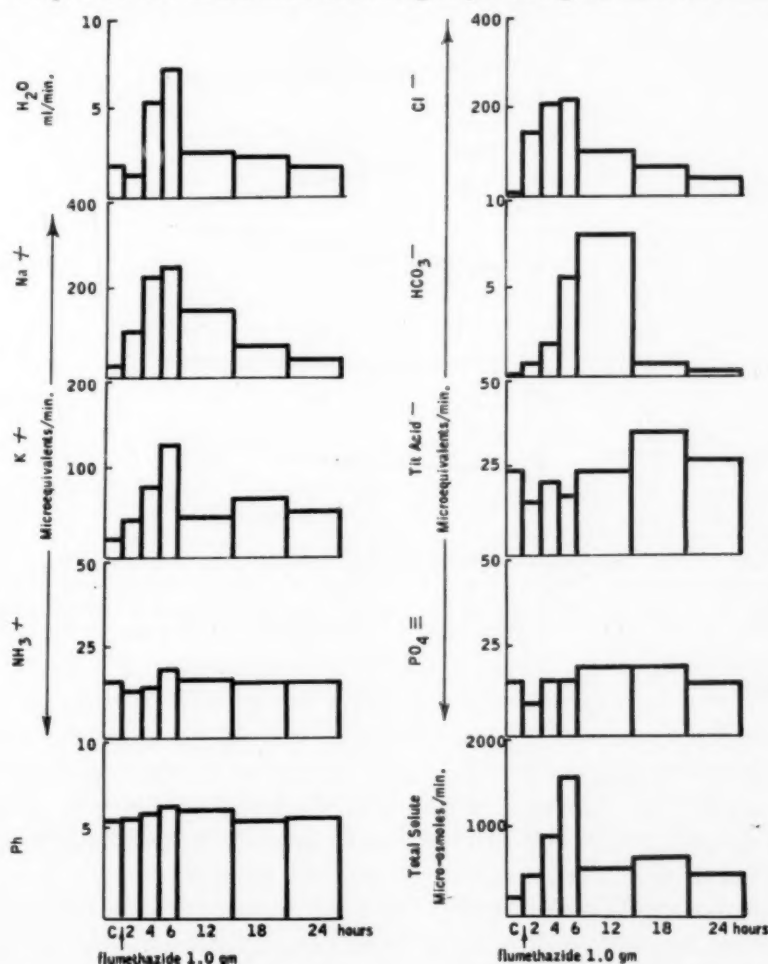 10
5
H2O
ml/min.
400
200
Na +
200
100
K +
Microequivalents/min.
50
25
NH3 +
10
5
Ph
C 2 4 6 12 18 24 hours
flumethazide 1.0 gm
400
200
Cl −
10
5
HCO3 −
50
25
Tit Acid −
Microequivalents/min.
50
25
PO4 ≡
2000
1000
Total Solute
Micro-osmoles/min.
C 2 4 6 12 18 24 hours
flumethazide 1.0 gm